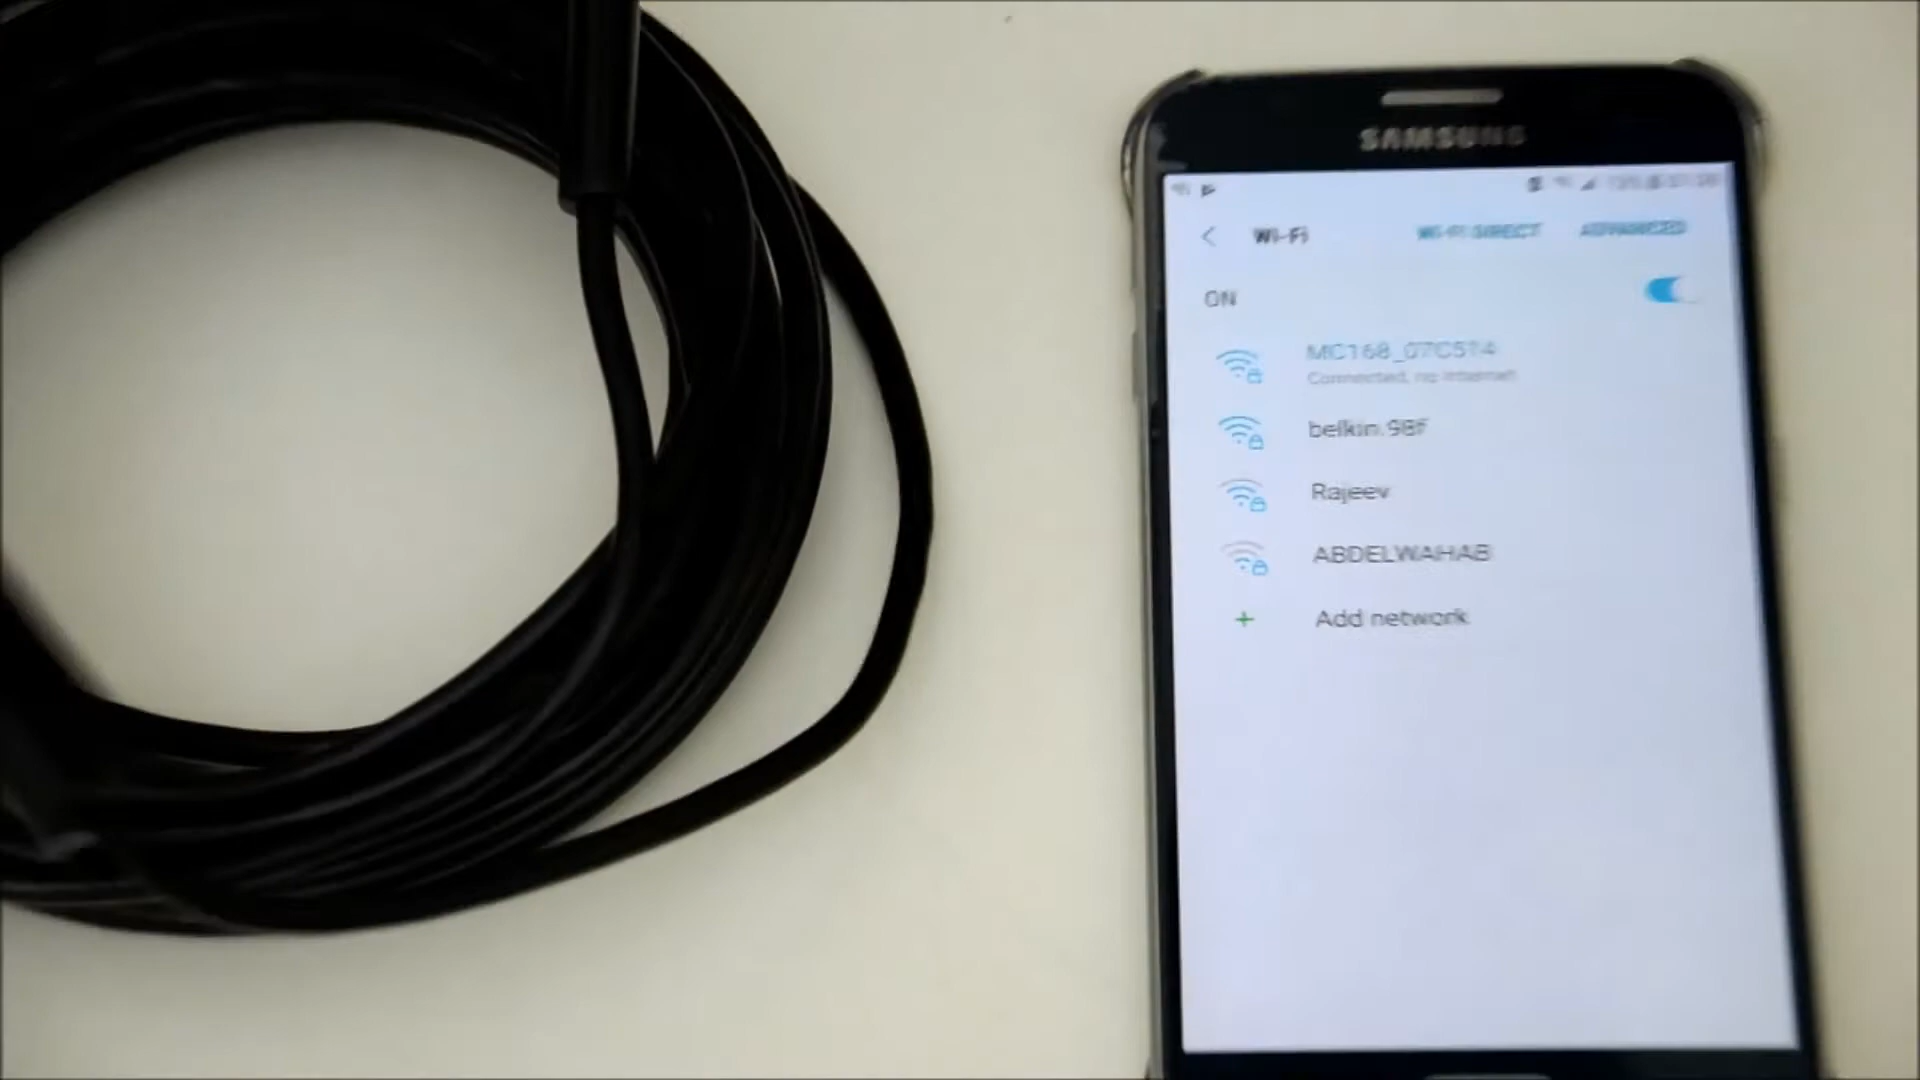 SAMSUNG
Wi-Fi
WI-FI DIRECT
ADVANCED
ON
MC168_07C514
Connected, no internet
belkin.98f
Rajeev
ABDELWAHAB
Add network